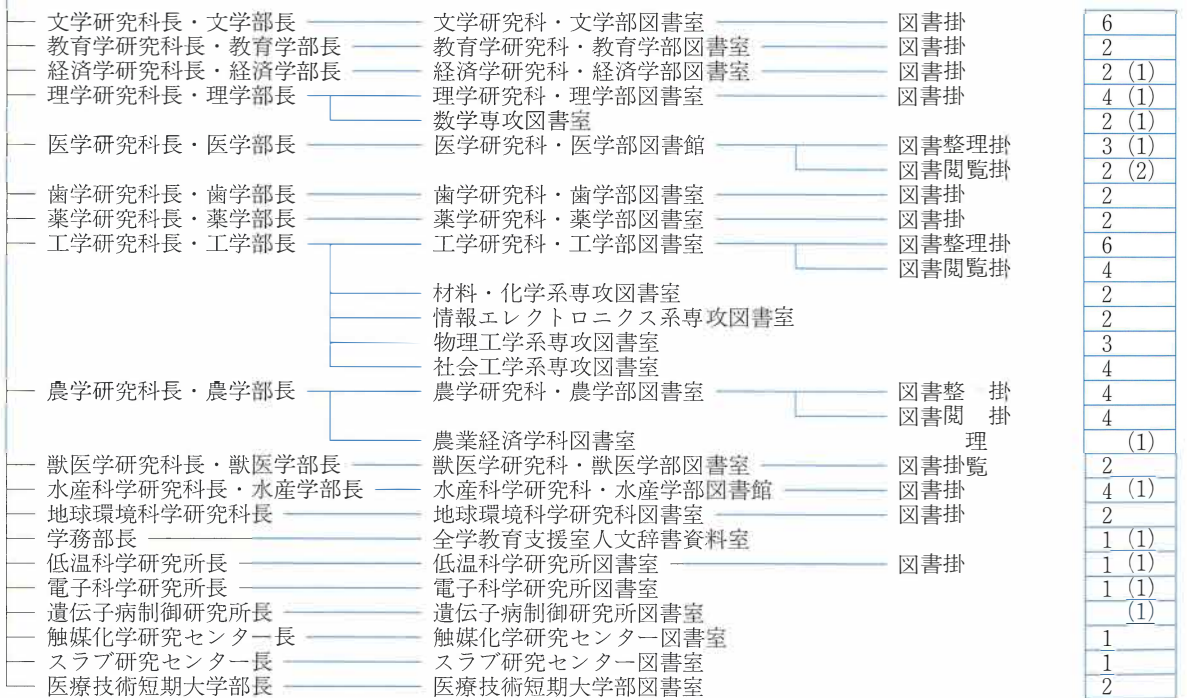 文学研究科長・文学部長 文学研究科・文学部図書室 図書掛 6
教育学研究科長・教育学部長 教育学研究科・教育学部図書室 図書掛 2
経済学研究科長・経済学部長 経済学研究科・経済学部図書室 図書掛 2 (1)
理学研究科長・理学部長 理学研究科・理学部図書室 図書掛 4 (1)
数学専攻図書室 2 (1)
医学研究科長・医学部長 医学研究科・医学部図書館 図書整理掛 3 (1)
図書閲覧掛 2 (2)
歯学研究科長・歯学部長 歯学研究科・歯学部図書室 図書掛 2
薬学研究科長・薬学部長 薬学研究科・薬学部図書室 図書掛 2
工学研究科長・工学部長 工学研究科・工学部図書室 図書整理掛 6
図書閲覧掛 4
材料・化学系専攻図書室 2
情報エレクトロニクス系専攻図書室 2
物理工学系専攻図書室 3
社会工学系専攻図書室 4
農学研究科長・農学部長 農学研究科・農学部図書室 図書整 掛 4
図書閲 掛 4
農業経済学科図書室 理 (1)
獣医学研究科長・獣医学部長 獣医学研究科・獣医学部図書室 図書掛覧 2
水産科学研究科長・水産学部長 水産科学研究科・水産学部図書館 図書掛 4 (1)
地球環境科学研究科長 地球環境科学研究科図書室 図書掛 2
学務部長 全学教育支援室人文辞書資料室 1 (1)
低温科学研究所長 低温科学研究所図書室 図書掛 1 (1)
電子科学研究所長 電子科学研究所図書室 1 (1)
遺伝子病制御研究所長 遺伝子病制御研究所図書室 (1)
触媒化学研究センター長 触媒化学研究センター図書室 1
スラブ研究センター長 スラブ研究センター図書室 1
医療技術短期大学部長 医療技術短期大学部図書室 2